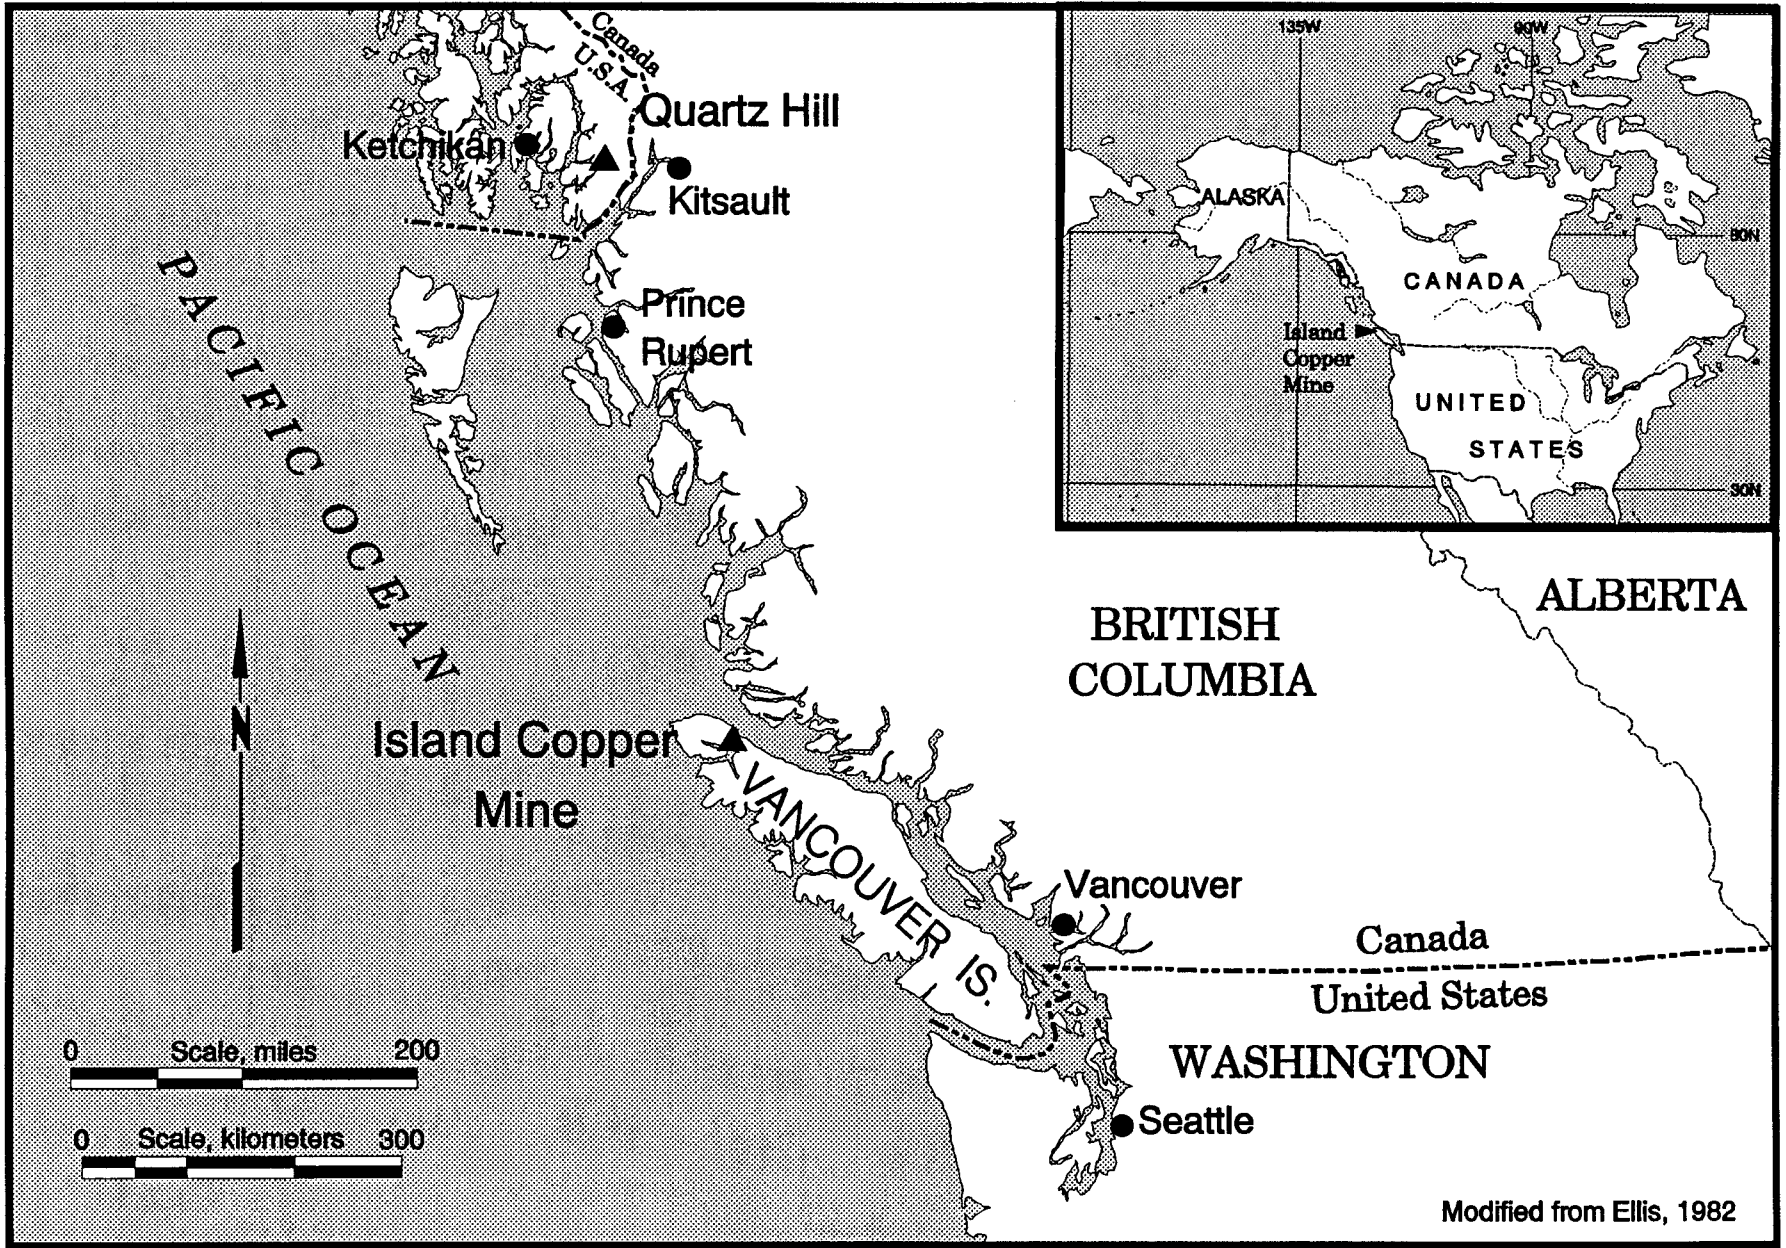 Canada
U.S.A.
Quartz Hill
Ketchikan
Kitsault
Prince
Rupert
PACIFIC OCEAN
N
Island Copper
Mine
VANCOUVER IS.
Vancouver
BRITISH
COLUMBIA
ALBERTA
Canada
United States
WASHINGTON
Seattle
0 Scale, miles 200
0 Scale, kilometers 300
Modified from Ellis, 1982
135W
90W
ALASKA
60N
CANADA
Island
Copper
Mine
UNITED
STATES
30N